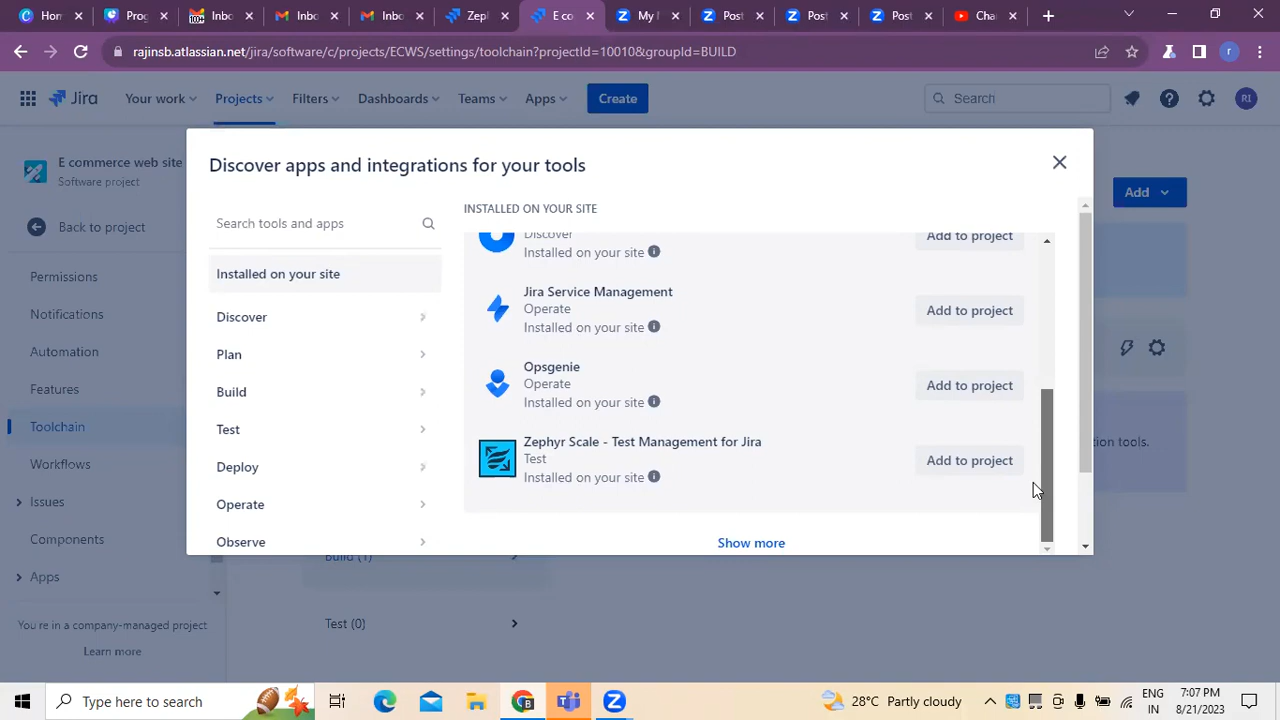 Hon
Pro
Inbo
Inbo
Inbo
Zepl
E co
My I
Post
Post
Post
Cha
rajinsb.atlassian.net/jira/software/c/projects/ECWS/settings/toolchain?projectId=10010&groupId=BUILD
r
Jira
Your work
Projects
Filters
Dashboards
Teams
Apps
Create
Search
RI
E commerce web site
Software project
Back to project
Permissions
Notifications
Automation
Features
Toolchain
Workflows
Issues
Components
Apps
You're in a company-managed project
Learn more
Add
Discover apps and integrations for your tools
Search tools and apps
Installed on your site
Discover
Plan
Build
Test
Deploy
Operate
Observe
INSTALLED ON YOUR SITE
Discover
Installed on your site
Add to project
Jira Service Management
Operate
Installed on your site
Add to project
Opsgenie
Operate
Installed on your site
Add to project
Zephyr Scale - Test Management for Jira
Test
Installed on your site
Add to project
Show more
tion tools.
Build (1)
Test (0)
Type here to search
28°C Partly cloudy
ENG
IN
7:07 PM
8/21/2023